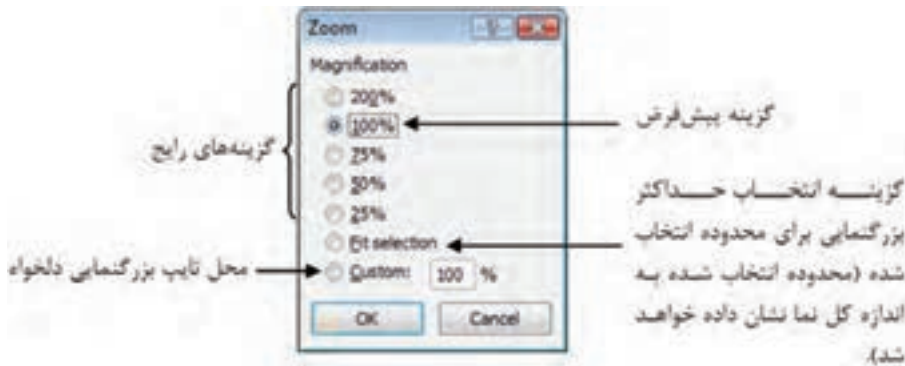 Zoom
Magnification
200%
100%
75%
50%
25%
Fit selection
Custom: 100 %
OK Cancel
گزینه پیش‌فرض
گزینه‌های رایج
گزینــــه انتخـــاب حـــداکثر
بزرگنمایی برای محدوده انتخاب
شده (محدوده انتخاب شده به
اندازه کل نما نشان داده خواهد
شد).
محل تایپ بزرگنمایی دلخواه